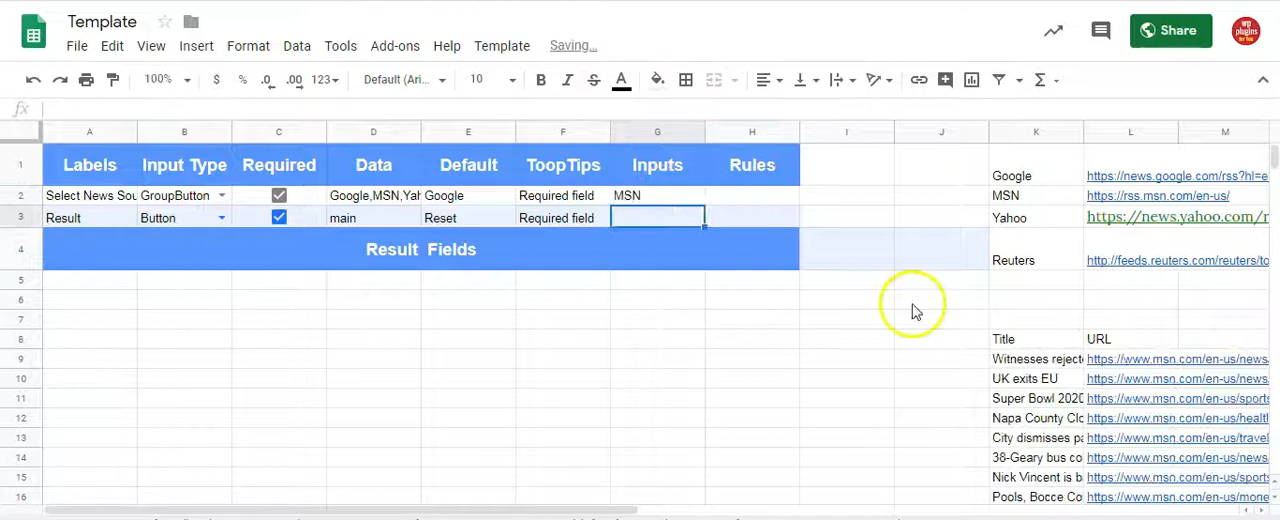 Template
File Edit View Insert Format Data Tools Add-ons Help Template Saving...
Share
wp plugins for You
100% $ % .0 .00 123 Default (Ari... 10 B I S A Σ
fx
A B C D E F G H I J K L M
1 Labels Input Type Required Data Default ToopTips Inputs Rules Google https://news.google.com/rss?hl=e
2 Select News Sou GroupButton Google,MSN,Yah Google Required field MSN MSN https://rss.msn.com/en-us/
3 Result Button main Reset Required field Yahoo https://news.yahoo.com/r
4 Result Fields Reuters http://feeds.reuters.com/reuters/to
5
6
7
8 Title URL
9 Witnesses reject https://www.msn.com/en-us/news/
10 UK exits EU https://www.msn.com/en-us/news/
11 Super Bowl 2020 https://www.msn.com/en-us/sports
12 Napa County Clo https://www.msn.com/en-us/healt
13 City dismisses pa https://www.msn.com/en-us/travel
14 38-Geary bus co https://www.msn.com/en-us/news/
15 Nick Vincent is b https://www.msn.com/en-us/sports
16 Pools, Bocce Co https://www.msn.com/en-us/mone